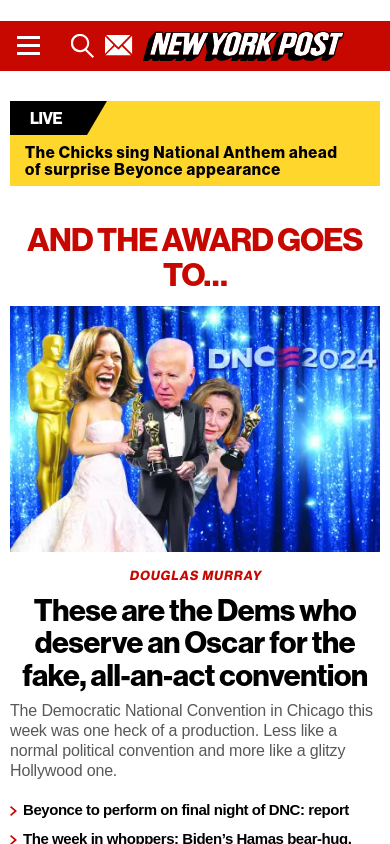 NEW YORK POST
LIVE
The Chicks sing National Anthem ahead
of surprise Beyonce appearance
AND THE AWARD GOES
TO…
DNC 2024
DOUGLAS MURRAY
These are the Dems who
deserve an Oscar for the
fake, all-an-act convention
The Democratic National Convention in Chicago this
week was one heck of a production. Less like a
normal political convention and more like a glitzy
Hollywood one.
Beyonce to perform on final night of DNC: report
The week in whoppers: Biden’s Hamas bear-hug,